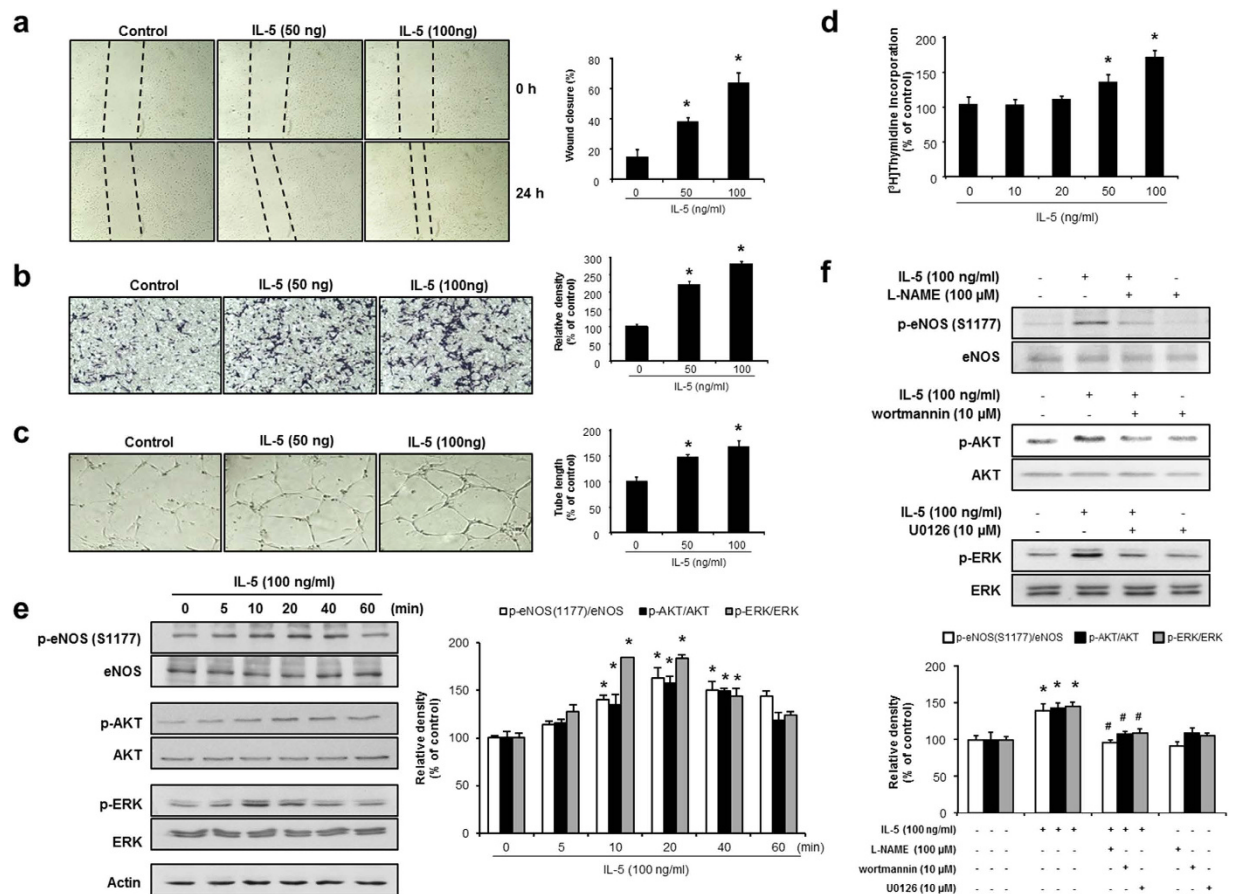 a
Control
IL-5 (50 ng)
IL-5 (100ng)
0 h
24 h
Wound closure (%)
80
60
40
20
0
0 50 100
IL-5 (ng/ml)
* *
b
Control
IL-5 (50 ng)
IL-5 (100ng)
Relative density
(% of control)
300
250
200
150
100
50
0
0 50 100
IL-5 (ng/ml)
* *
c
Control
IL-5 (50 ng)
IL-5 (100ng)
Tube length
(% of control)
200
150
100
50
0
0 50 100
IL-5 (ng/ml)
* *
d
[³H]Thymidine Incorporation
(% of control)
200
150
100
50
0
0 10 20 50 100
IL-5 (ng/ml)
* *
e
IL-5 (100 ng/ml)
0 5 10 20 40 60 (min)
p-eNOS (S1177)
eNOS
p-AKT
AKT
p-ERK
ERK
Actin
p-eNOS(1177)/eNOS p-AKT/AKT p-ERK/ERK
Relative density
(% of control)
200
150
100
50
0
* * * * * * * * *
0 5 10 20 40 60 (min)
IL-5 (100 ng/ml)
f
IL-5 (100 ng/ml) - + + -
L-NAME (100 µM) - - + +
p-eNOS (S1177)
eNOS
IL-5 (100 ng/ml) - + + -
wortmannin (10 µM) - - + +
p-AKT
AKT
IL-5 (100 ng/ml) - + + -
U0126 (10 µM) - - + +
p-ERK
ERK
p-eNOS(S1177)/eNOS p-AKT/AKT p-ERK/ERK
Relative density
(% of control)
200
150
100
50
0
* * * # # #
IL-5 (100 ng/ml) - - - + + + + + + - - -
L-NAME (100 µM) - - - - - - + - - + - -
wortmannin (10 µM) - - - - - - - + - - + -
U0126 (10 µM) - - - - - - - - + - - +